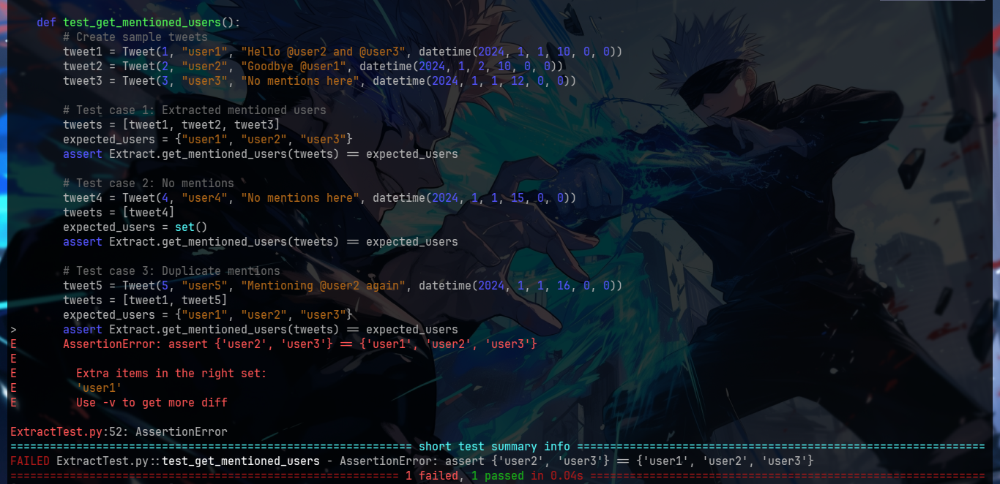 def test_get_mentioned_users():
# Create sample tweets
tweet1 = Tweet(1, "user1", "Hello @user2 and @user3", datetime(2024, 1, 1, 10, 0, 0))
tweet2 = Tweet(2, "user2", "Goodbye @user1", datetime(2024, 1, 2, 10, 0, 0))
tweet3 = Tweet(3, "user3", "No mentions here", datetime(2024, 1, 1, 12, 0, 0))
# Test case 1: Extracted mentioned users
tweets = [tweet1, tweet2, tweet3]
expected_users = {"user1", "user2", "user3"}
assert Extract.get_mentioned_users(tweets) == expected_users
# Test case 2: No mentions
tweet4 = Tweet(4, "user4", "No mentions here", datetime(2024, 1, 1, 15, 0, 0))
tweets = [tweet4]
expected_users = set()
assert Extract.get_mentioned_users(tweets) == expected_users
# Test case 3: Duplicate mentions
tweet5 = Tweet(5, "user5", "Mentioning @user2 again", datetime(2024, 1, 1, 16, 0, 0))
tweets = [tweet1, tweet5]
expected_users = {"user1", "user2", "user3"}
> assert Extract.get_mentioned_users(tweets) == expected_users
E AssertionError: assert {'user2', 'user3'} == {'user1', 'user2', 'user3'}
E
E Extra items in the right set:
E 'user1'
E Use -v to get more diff
ExtractTest.py:52: AssertionError
============================================================= short test summary info ==============================================================
FAILED ExtractTest.py::test_get_mentioned_users - AssertionError: assert {'user2', 'user3'} == {'user1', 'user2', 'user3'}
=========================================================== 1 failed, 1 passed in 0.04s ============================================================